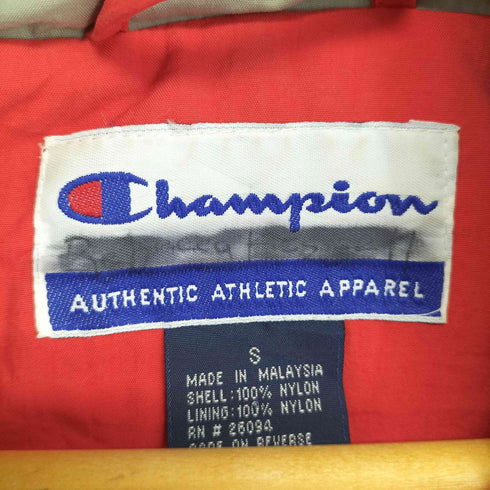 Champion
AUTHENTIC ATHLETIC APPAREL
S
MADE IN MALAYSIA
SHELL:100% NYLON
LINING:100% NYLON
RN # 26094
CARE ON REVERSE